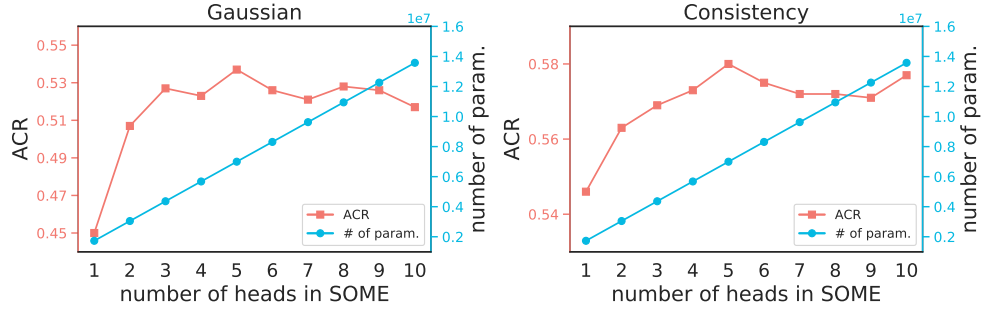 Gaussian
1e7
ACR
0.55
0.53
0.51
0.49
0.47
0.45
1.6
1.4
1.2
1.0
0.8
0.6
0.4
0.2
number of param.
ACR
# of param.
1 2 3 4 5 6 7 8 9 10
number of heads in SOME
Consistency
1e7
ACR
0.58
0.56
0.54
1.6
1.4
1.2
1.0
0.8
0.6
0.4
0.2
number of param.
ACR
# of param.
1 2 3 4 5 6 7 8 9 10
number of heads in SOME